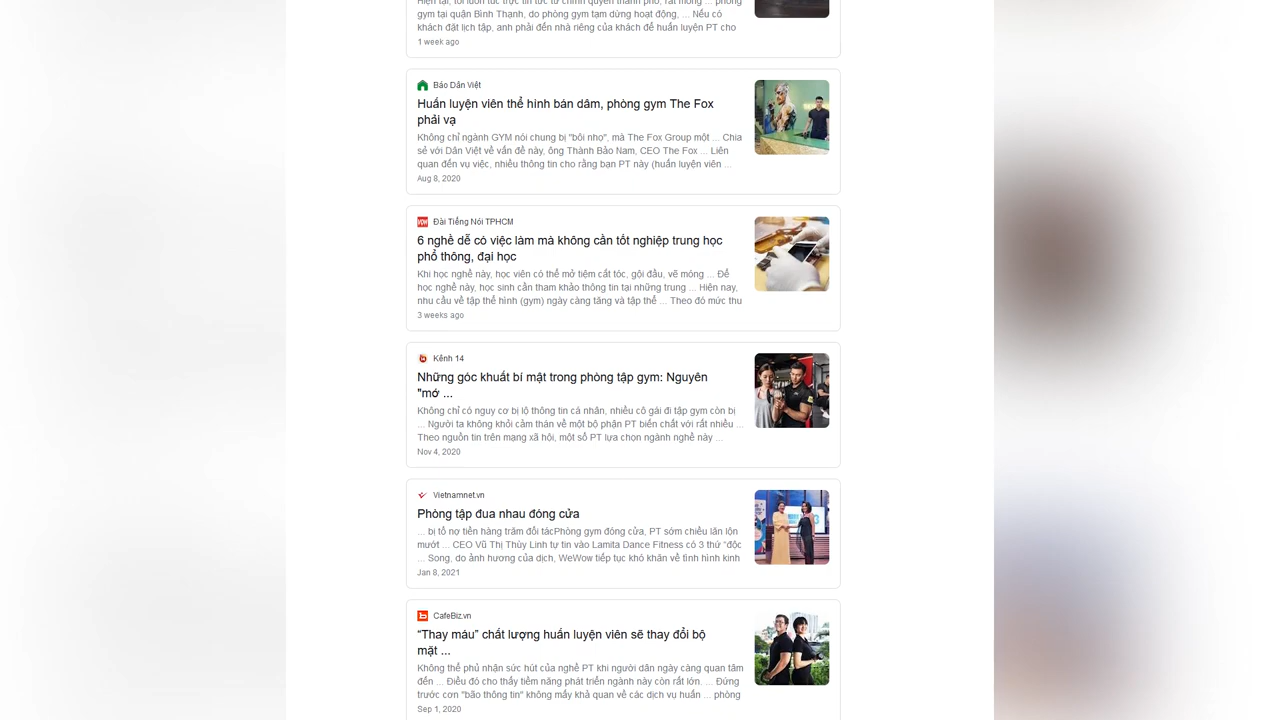 Hiện tại, tôi luôn túc trực tin tức từ chính quyền thành phố, rất mong ... phòng
gym tại quận Bình Thạnh, do phòng gym tạm dừng hoạt động, ... Nếu có
khách đặt lịch tập, anh phải đến nhà riêng của khách để huấn luyện PT cho
1 week ago
Báo Dân Việt
Huấn luyện viên thể hình bán dâm, phòng gym The Fox
phải vạ
Không chỉ ngành GYM nói chung bị "bôi nhọ", mà The Fox Group một ... Chia
sẻ với Dân Việt về vấn đề này, ông Thành Bảo Nam, CEO The Fox ... Liên
quan đến vụ việc, nhiều thông tin cho rằng bạn PT này (huấn luyện viên ...
Aug 8, 2020
VOH
Đài Tiếng Nói TPHCM
6 nghề dễ có việc làm mà không cần tốt nghiệp trung học
phổ thông, đại học
Khi học nghề này, học viên có thể mở tiệm cắt tóc, gội đầu, vẽ móng ... Để
học nghề này, học sinh cần tham khảo thông tin tại những trung ... Hiện nay,
nhu cầu về tập thể hình (gym) ngày càng tăng và tập thể ... Theo đó mức thu
3 weeks ago
Kênh 14
Những góc khuất bí mật trong phòng tập gym: Nguyên
"mớ ...
Không chỉ có nguy cơ bị lộ thông tin cá nhân, nhiều cô gái đi tập gym còn bị
... Người ta không khỏi cảm thán về một bộ phận PT biến chất với rất nhiều ...
Theo nguồn tin trên mạng xã hội, một số PT lựa chọn ngành nghề này ...
Nov 4, 2020
Vietnamnet.vn
Phòng tập đua nhau đóng cửa
... bị tố nợ tiền hàng trăm đối tácPhòng gym đóng cửa, PT sớm chiều lăn lộn
mướt ... CEO Vũ Thị Thùy Linh tự tin vào Lamita Dance Fitness có 3 thứ “độc
... Song, do ảnh hưởng của dịch, WeWow tiếp tục khó khăn về tình hình kinh
Jan 8, 2021
CafeBiz.vn
“Thay máu” chất lượng huấn luyện viên sẽ thay đổi bộ
mặt ...
Không thể phủ nhận sức hút của nghề PT khi người dân ngày càng quan tâm
đến ... Điều đó cho thấy tiềm năng phát triển ngành này còn rất lớn. ... Đứng
trước cơn "bão thông tin" không mấy khả quan về các dịch vụ huấn ... phòng
Sep 1, 2020